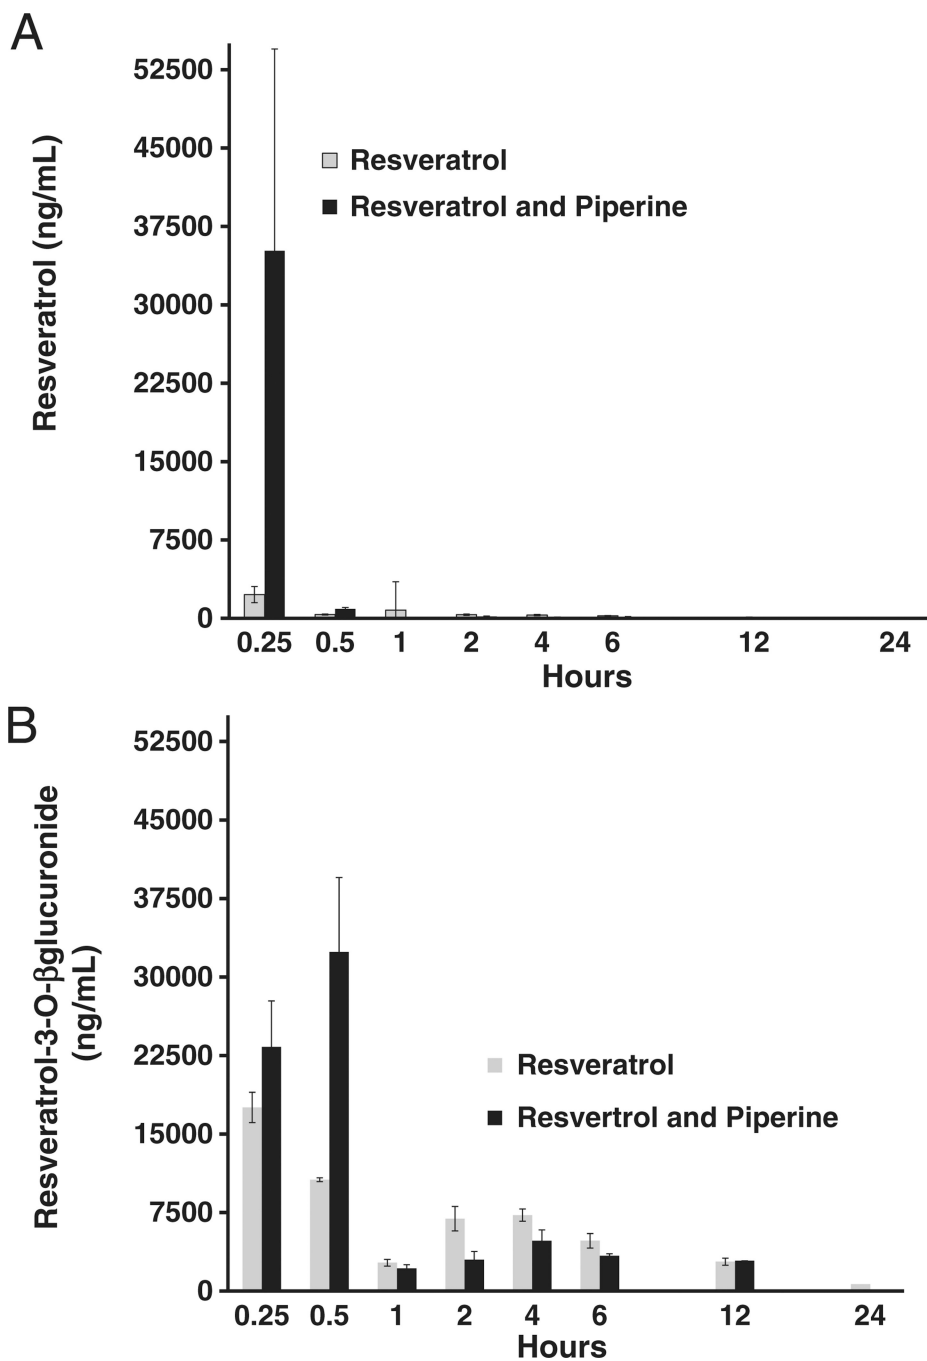 A
Resveratrol (ng/mL)
52500
45000
37500
30000
22500
15000
7500
0
Resveratrol
Resveratrol and Piperine
0.25 0.5 1 2 4 6 12 24
Hours
B
Resveratrol-3-O-βglucuronide
(ng/mL)
52500
45000
37500
30000
22500
15000
7500
0
Resveratrol
Resvertrol and Piperine
0.25 0.5 1 2 4 6 12 24
Hours